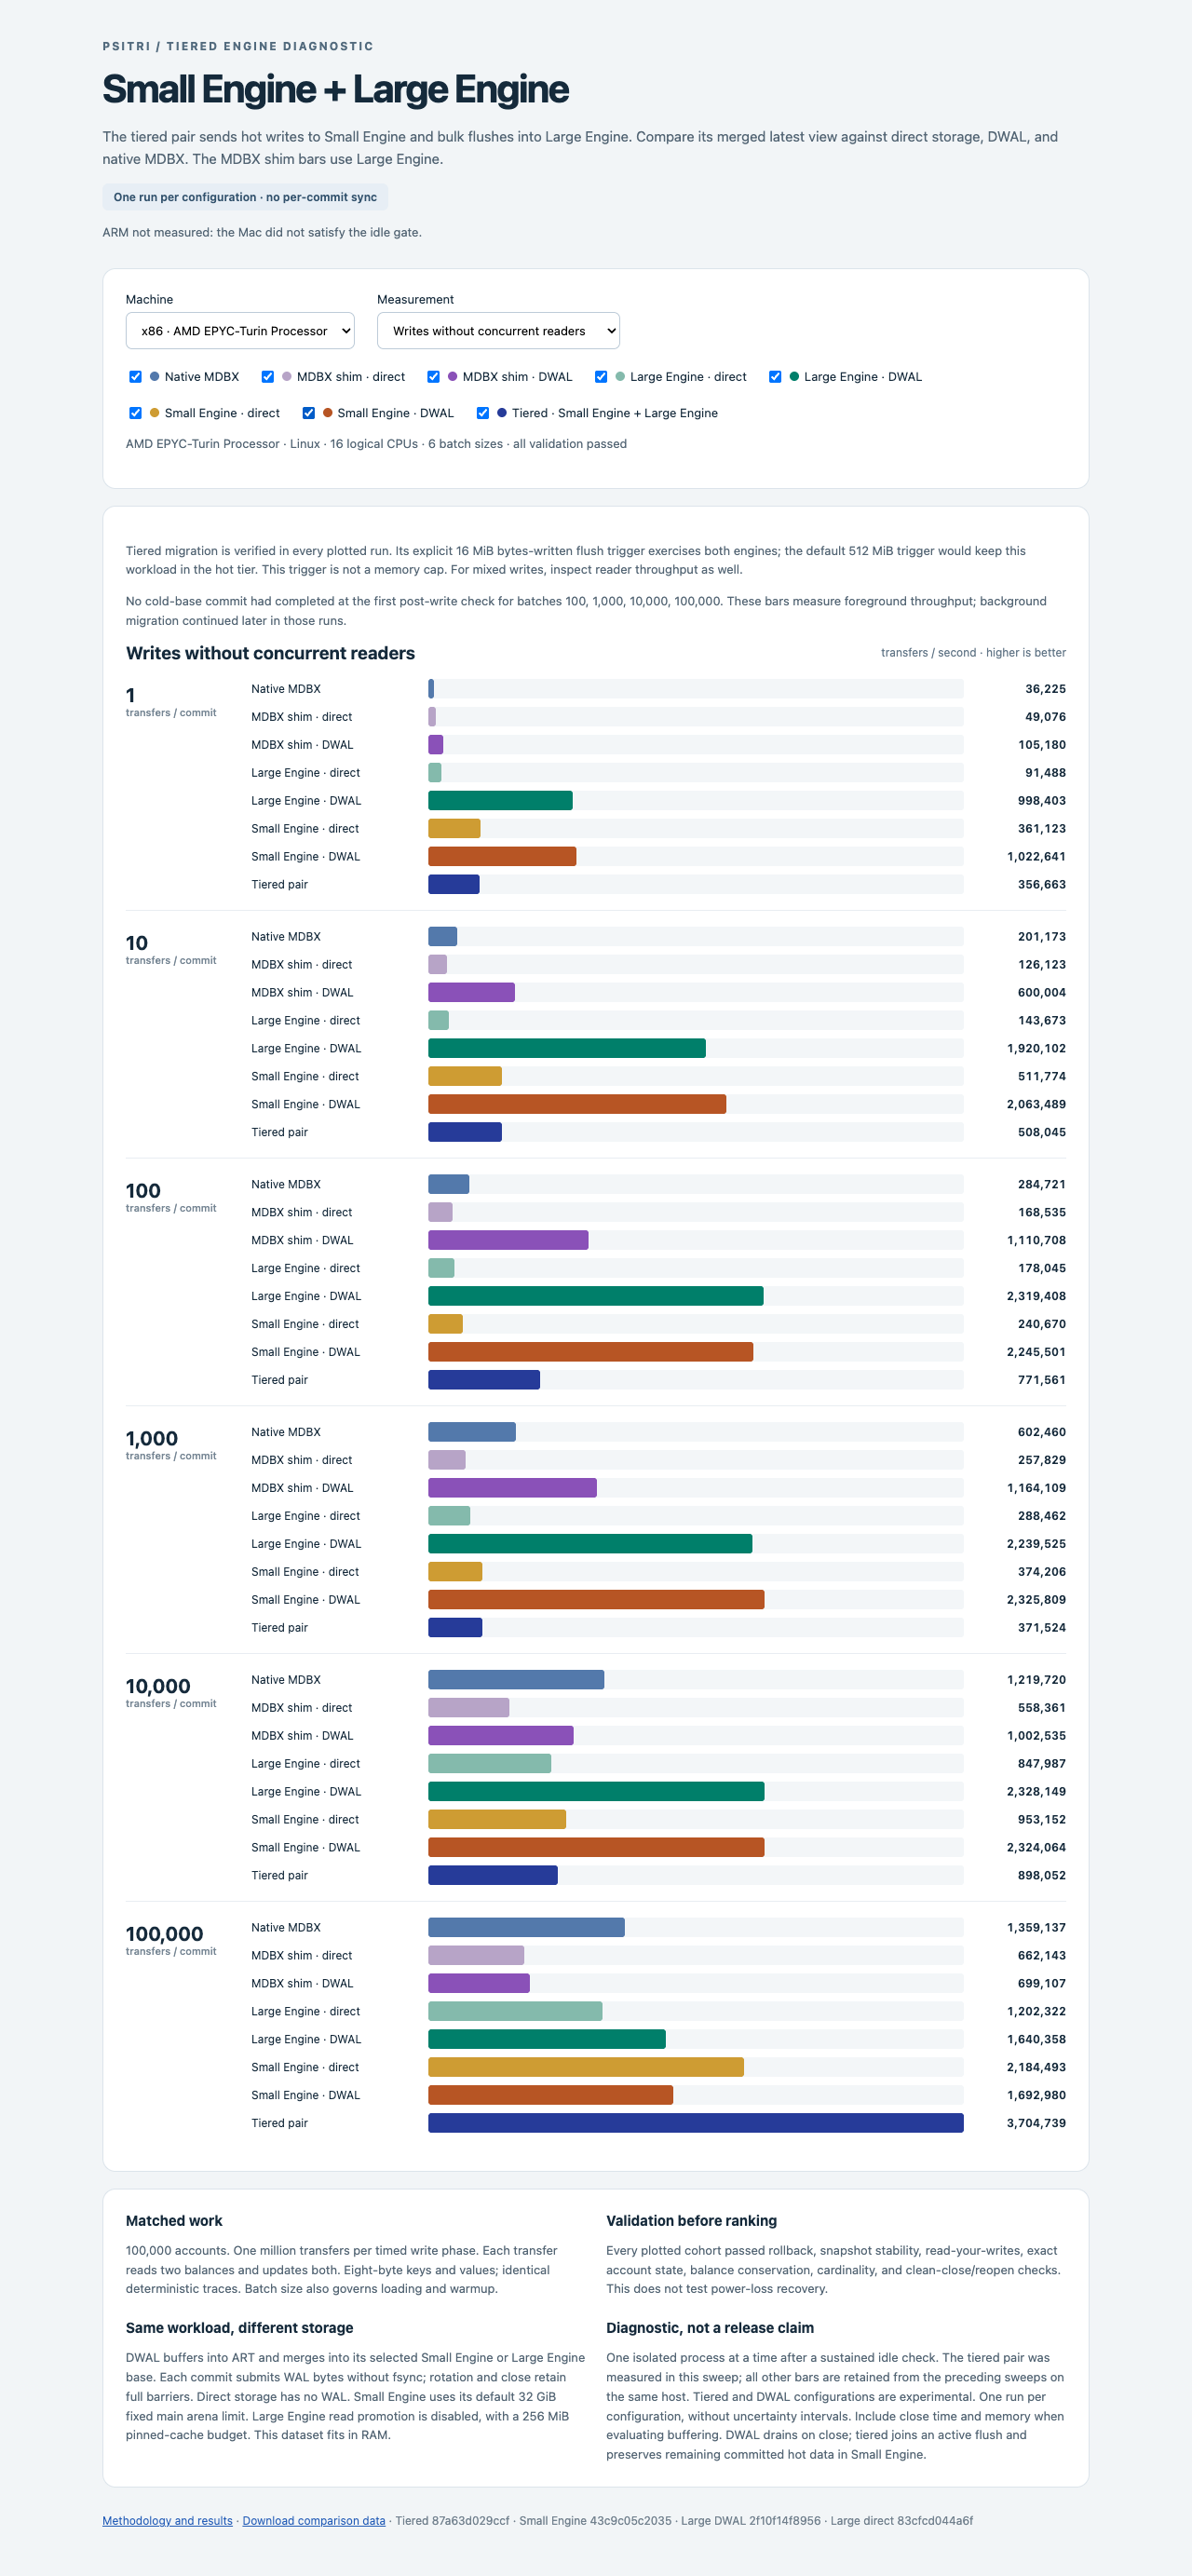 PSITRI / TIERED ENGINE DIAGNOSTIC
Small Engine + Large Engine
The tiered pair sends hot writes to Small Engine and bulk flushes into Large Engine. Compare its merged latest view against direct storage, DWAL, and
native MDBX. The MDBX shim bars use Large Engine.
One run per configuration · no per-commit sync
ARM not measured: the Mac did not satisfy the idle gate.
Machine
Measurement
x86 · AMD EPYC-Turin Processor
Writes without concurrent readers
Native MDBX
MDBX shim · direct
MDBX shim · DWAL
Large Engine · direct
Large Engine · DWAL
Small Engine · direct
Small Engine · DWAL
Tiered · Small Engine + Large Engine
AMD EPYC-Turin Processor · Linux · 16 logical CPUs · 6 batch sizes · all validation passed
Tiered migration is verified in every plotted run. Its explicit 16 MiB bytes-written flush trigger exercises both engines; the default 512 MiB trigger would keep this
workload in the hot tier. This trigger is not a memory cap. For mixed writes, inspect reader throughput as well.
No cold-base commit had completed at the first post-write check for batches 100, 1,000, 10,000, 100,000. These bars measure foreground throughput; background
migration continued later in those runs.
Writes without concurrent readers
transfers / second · higher is better
1
transfers / commit
Native MDBX 36,225
MDBX shim · direct 49,076
MDBX shim · DWAL 105,180
Large Engine · direct 91,488
Large Engine · DWAL 998,403
Small Engine · direct 361,123
Small Engine · DWAL 1,022,641
Tiered pair 356,663
10
transfers / commit
Native MDBX 201,173
MDBX shim · direct 126,123
MDBX shim · DWAL 600,004
Large Engine · direct 143,673
Large Engine · DWAL 1,920,102
Small Engine · direct 511,774
Small Engine · DWAL 2,063,489
Tiered pair 508,045
100
transfers / commit
Native MDBX 284,721
MDBX shim · direct 168,535
MDBX shim · DWAL 1,110,708
Large Engine · direct 178,045
Large Engine · DWAL 2,319,408
Small Engine · direct 240,670
Small Engine · DWAL 2,245,501
Tiered pair 771,561
1,000
transfers / commit
Native MDBX 602,460
MDBX shim · direct 257,829
MDBX shim · DWAL 1,164,109
Large Engine · direct 288,462
Large Engine · DWAL 2,239,525
Small Engine · direct 374,206
Small Engine · DWAL 2,325,809
Tiered pair 371,524
10,000
transfers / commit
Native MDBX 1,219,720
MDBX shim · direct 558,361
MDBX shim · DWAL 1,002,535
Large Engine · direct 847,987
Large Engine · DWAL 2,328,149
Small Engine · direct 953,152
Small Engine · DWAL 2,324,064
Tiered pair 898,052
100,000
transfers / commit
Native MDBX 1,359,137
MDBX shim · direct 662,143
MDBX shim · DWAL 699,107
Large Engine · direct 1,202,322
Large Engine · DWAL 1,640,358
Small Engine · direct 2,184,493
Small Engine · DWAL 1,692,980
Tiered pair 3,704,739
Matched work
100,000 accounts. One million transfers per timed write phase. Each transfer
reads two balances and updates both. Eight-byte keys and values; identical
deterministic traces. Batch size also governs loading and warmup.
Validation before ranking
Every plotted cohort passed rollback, snapshot stability, read-your-writes, exact
account state, balance conservation, cardinality, and clean-close/reopen checks.
This does not test power-loss recovery.
Same workload, different storage
DWAL buffers into ART and merges into its selected Small Engine or Large Engine
base. Each commit submits WAL bytes without fsync; rotation and close retain
full barriers. Direct storage has no WAL. Small Engine uses its default 32 GiB
fixed main arena limit. Large Engine read promotion is disabled, with a 256 MiB
pinned-cache budget. This dataset fits in RAM.
Diagnostic, not a release claim
One isolated process at a time after a sustained idle check. The tiered pair was
measured in this sweep; all other bars are retained from the preceding sweeps on
the same host. Tiered and DWAL configurations are experimental. One run per
configuration, without uncertainty intervals. Include close time and memory when
evaluating buffering. DWAL drains on close; tiered joins an active flush and
preserves remaining committed hot data in Small Engine.
Methodology and results · Download comparison data · Tiered 87a63d029ccf · Small Engine 43c9c05c2035 · Large DWAL 2f10f14f8956 · Large direct 83cfcd044a6f